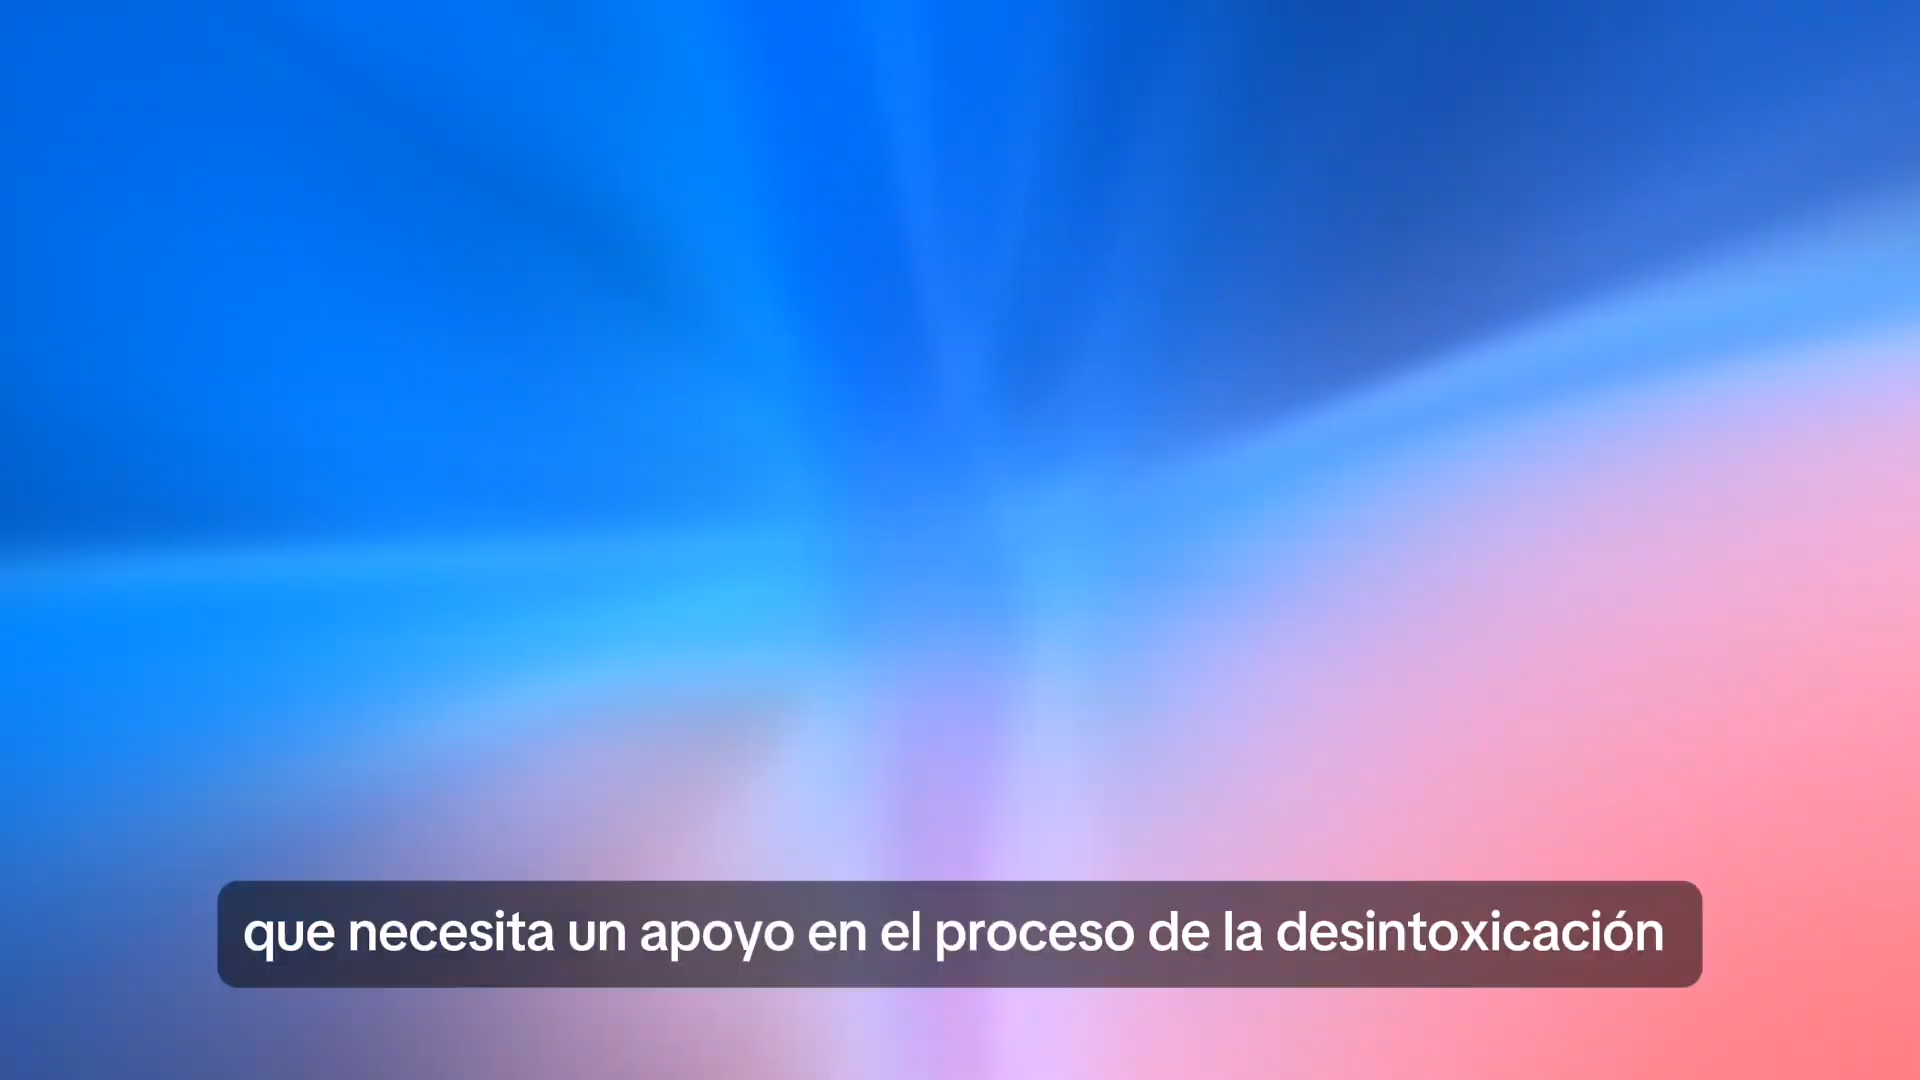 que necesita un apoyo en el proceso de la desintoxicación